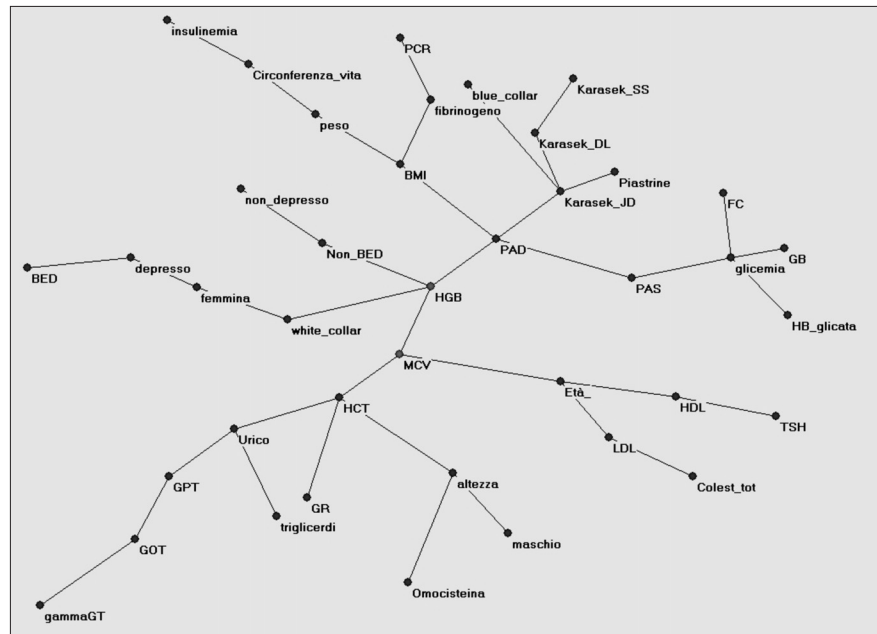 insulinemia
PCR
Circonferenza_vita
blue_collar
Karasek_SS
fibrinogeno
peso
Karasek_DL
BMI
Piastrine
non_depresso
Karasek_JD
FC
Non_BED
PAD
GB
depresso
glicemia
BED
PAS
femmina
HGB
HB_glicata
white_collar
MCV
Età_
HCT
HDL
TSH
Urico
LDL
GPT
altezza
Colest_tot
GR
triglicerdi
maschio
GOT
Omocisteina
gammaGT